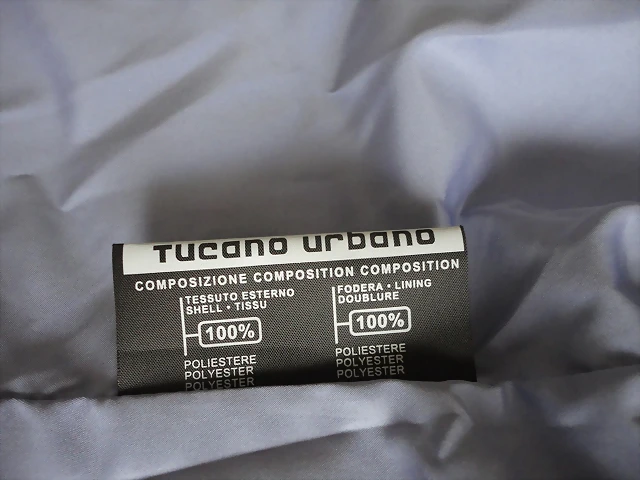 Tucano urbano
COMPOSIZIONE COMPOSITION COMPOSITION
TESSUTO ESTERNO
SHELL • TISSU
100%
POLIESTERE
POLYESTER
POLYESTER
FODERA • LINING
DOUBLURE
100%
POLIESTERE
POLYESTER
POLYESTER